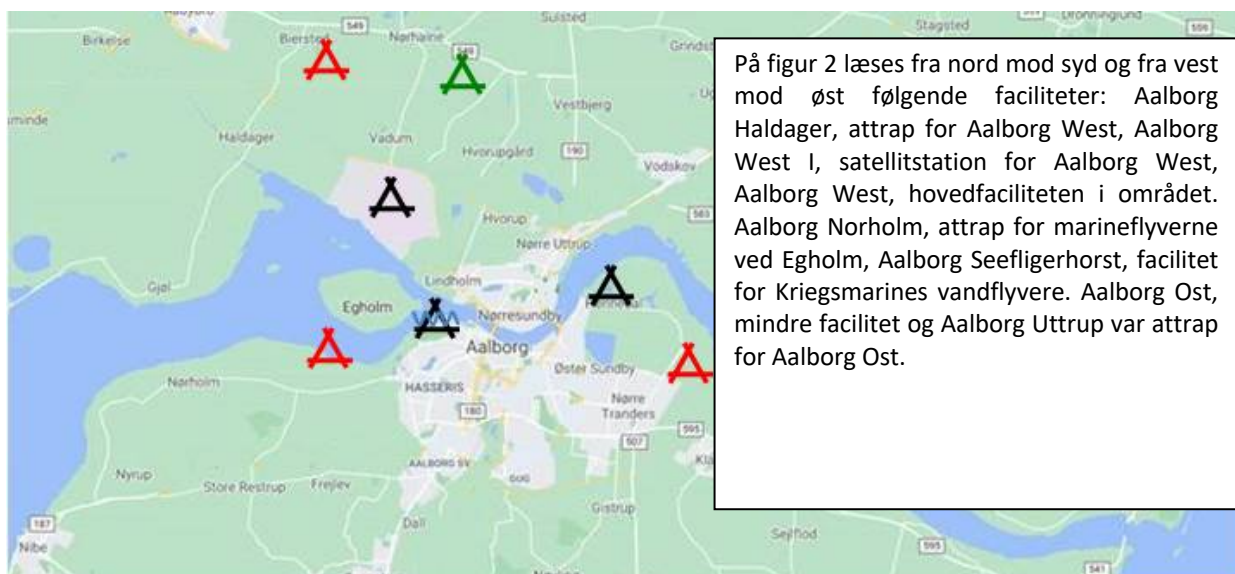 549
Sulsted
Stagsted
559
Birkelse
Biersted
Nørhalne
549
Vestbjerg
Haldager
Vadum
Hvorupgård
190
Vodskov
Hvorup
583
Nørre Uttrup
Gjøl
Lindholm
Egholm
Nørresundby
Aalborg
Øster Sundby
Nørholm
HASSERIS
180
Nørre
Tranders
595
507
AALBORG SV
Nyrup
Store Restrup
Frejlev
Gistrup
Dall
187
Nibe
Sejlflod
595
541
På figur 2 læses fra nord mod syd og fra vest
mod øst følgende faciliteter: Aalborg
Haldager, attrap for Aalborg West, Aalborg
West I, satellitstation for Aalborg West,
Aalborg West, hovedfaciliteten i området.
Aalborg Norholm, attrap for marineflyverne
ved Egholm, Aalborg Seefligerhorst, facilitet
for Kriegsmarines vandflyvere. Aalborg Ost,
mindre facilitet og Aalborg Uttrup var attrap
for Aalborg Ost.